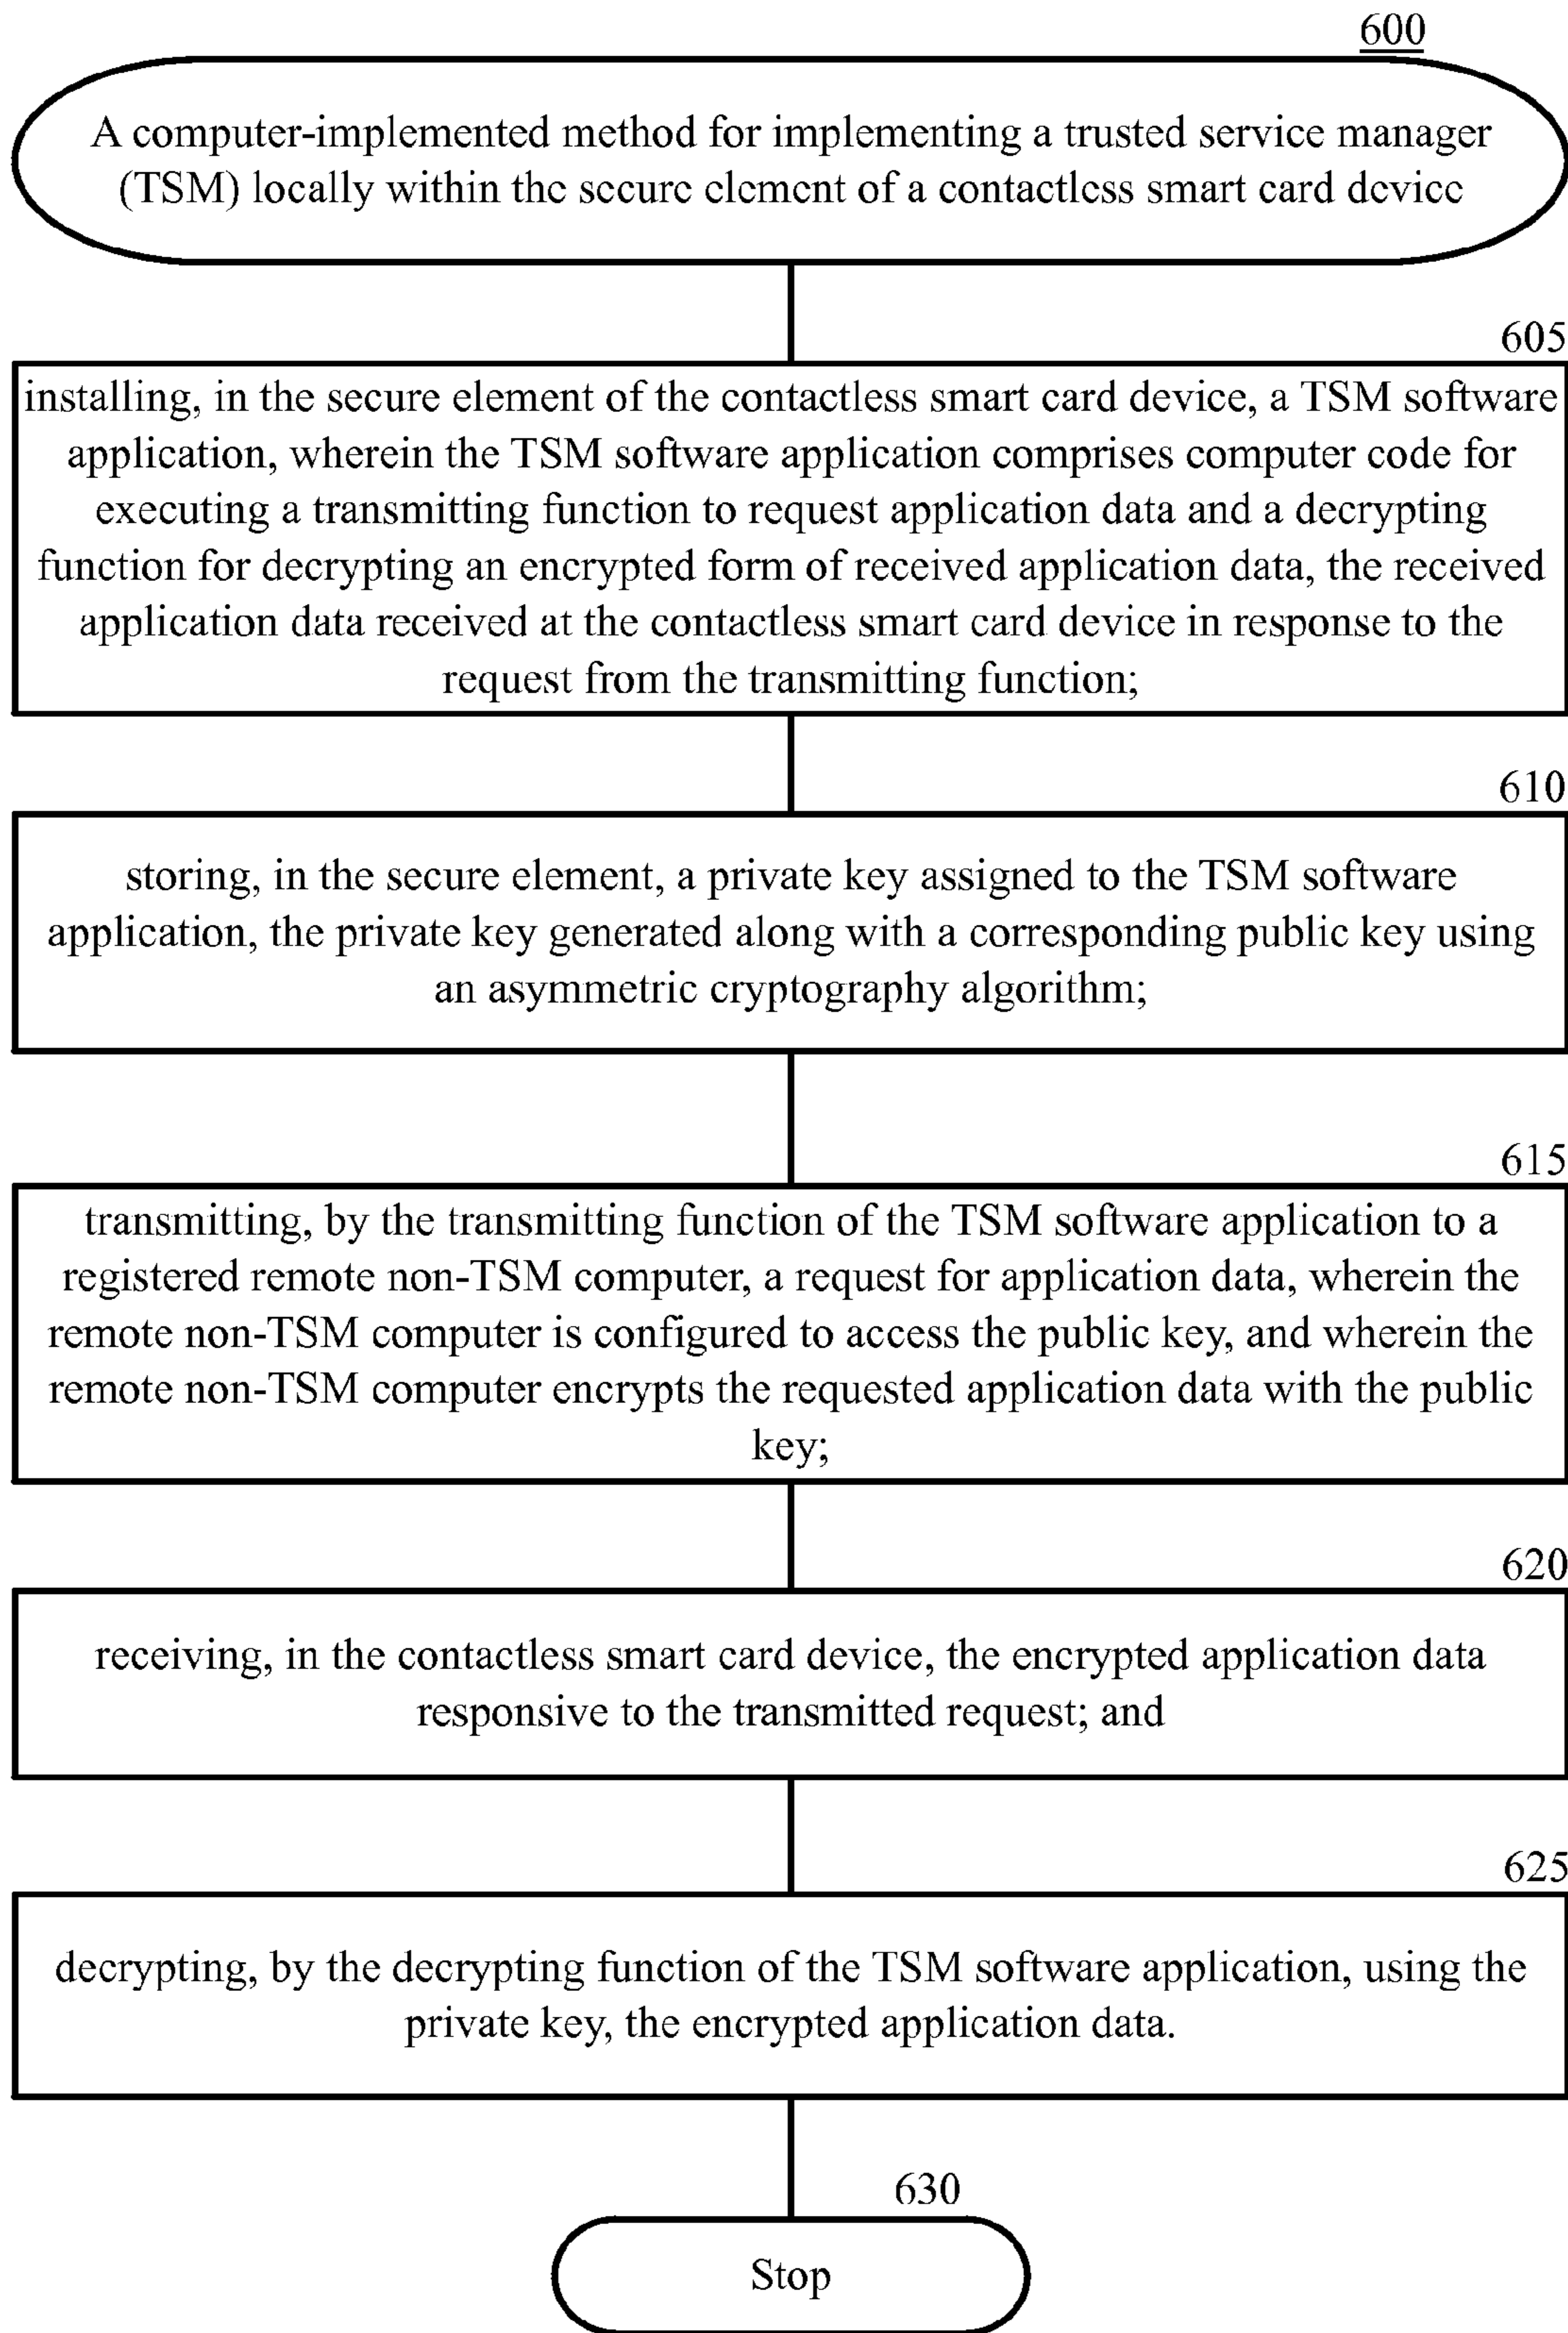 600
A computer-implemented method for implementing a trusted service manager
(TSM) locally within the secure element of a contactless smart card device
605
installing, in the secure element of the contactless smart card device, a TSM software
application, wherein the TSM software application comprises computer code for
executing a transmitting function to request application data and a decrypting
function for decrypting an encrypted form of received application data, the received
application data received at the contactless smart card device in response to the
request from the transmitting function;
610
storing, in the secure element, a private key assigned to the TSM software
application, the private key generated along with a corresponding public key using
an asymmetric cryptography algorithm;
615
transmitting, by the transmitting function of the TSM software application to a
registered remote non-TSM computer, a request for application data, wherein the
remote non-TSM computer is configured to access the public key, and wherein the
remote non-TSM computer encrypts the requested application data with the public
key;
620
receiving, in the contactless smart card device, the encrypted application data
responsive to the transmitted request; and
625
decrypting, by the decrypting function of the TSM software application, using the
private key, the encrypted application data.
630
Stop